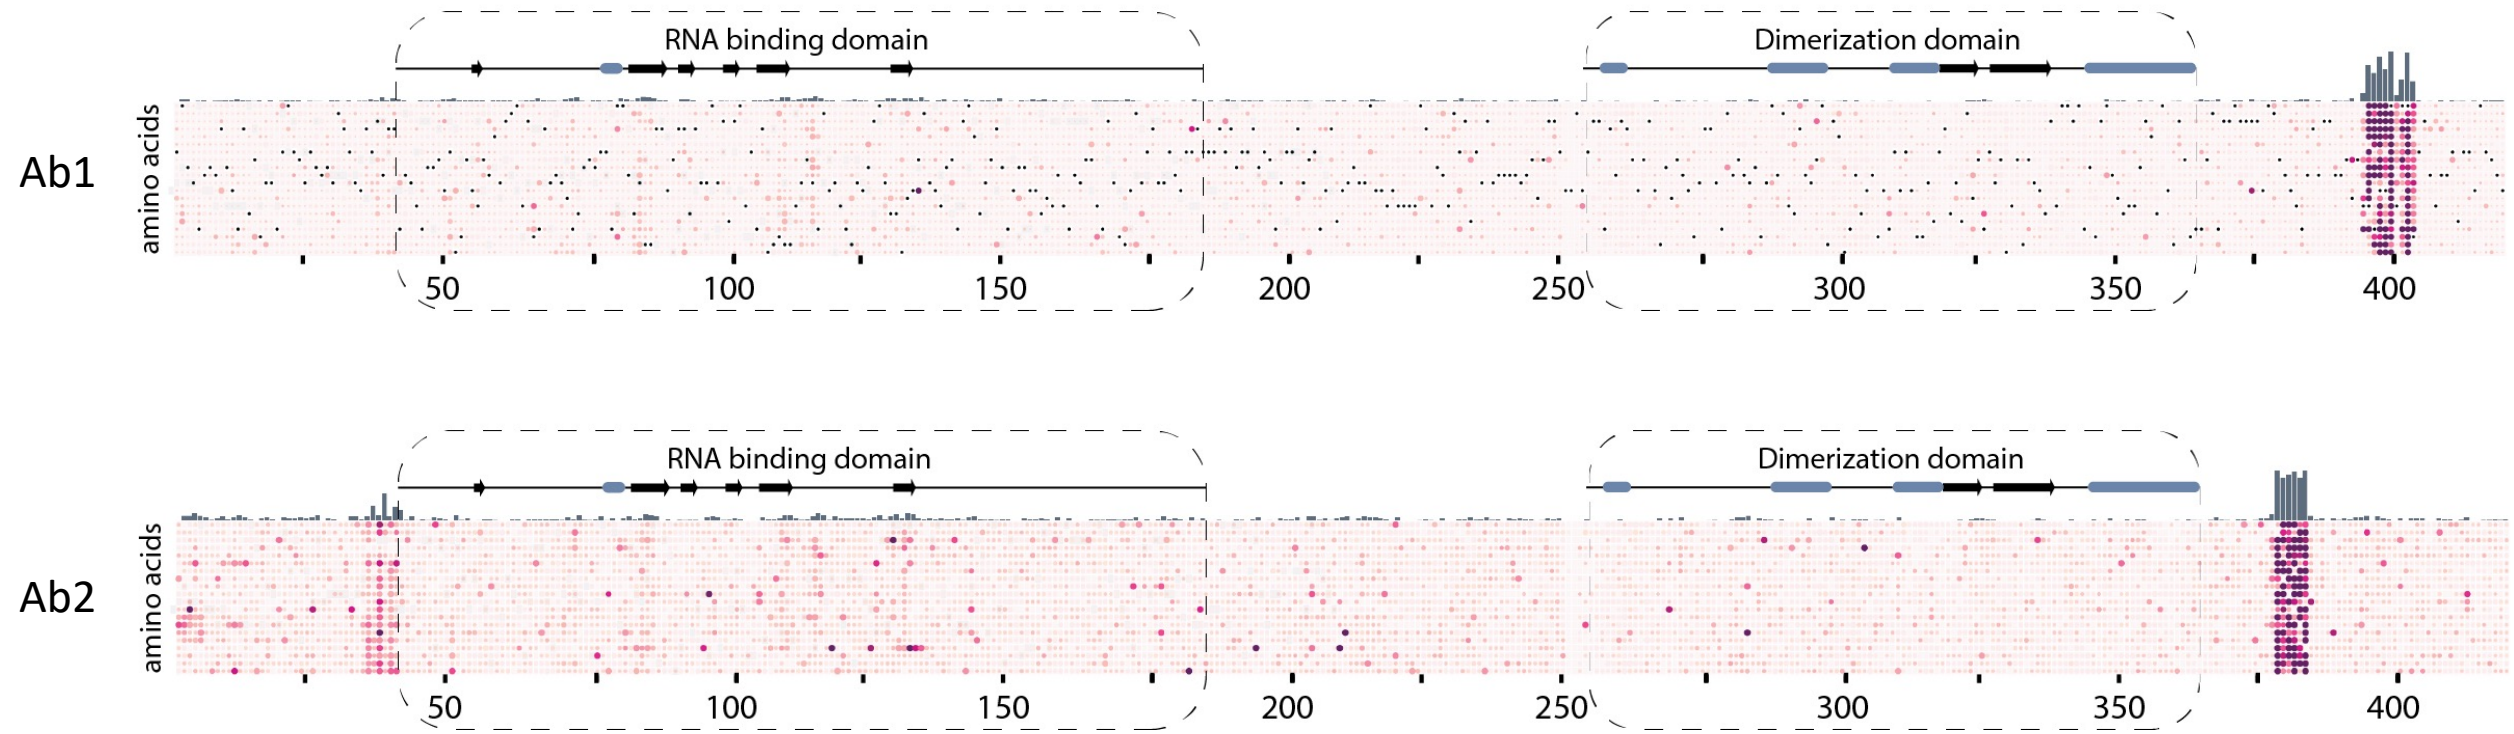 RNA binding domain
Dimerization domain
Ab1
amino acids
50 100 150 200 250 300 350 400
RNA binding domain
Dimerization domain
Ab2
amino acids
50 100 150 200 250 300 350 400